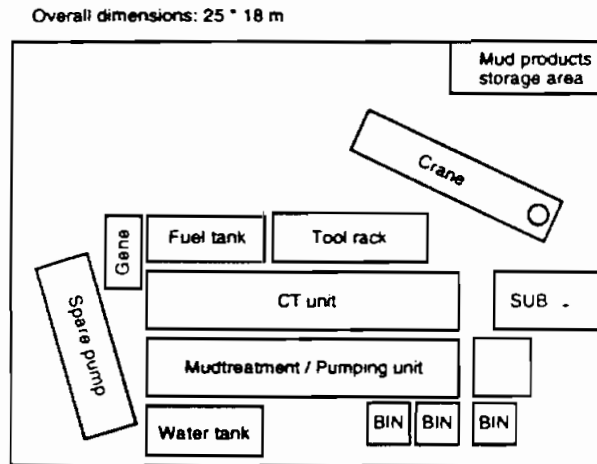 Overall dimensions: 25 * 18 m
Mud products
storage area
Crane
Gene
Fuel tank
Tool rack
Spare pump
CT unit
SUB
Mudtreatment / Pumping unit
Water tank
BIN
BIN
BIN